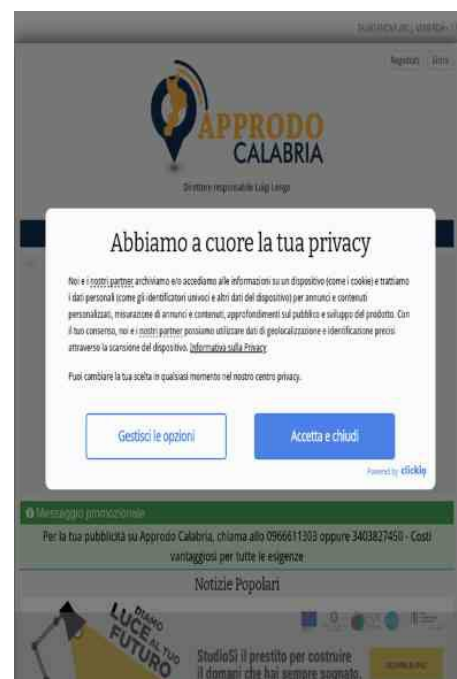 Registrati
Entra
APPRODO
CALABRIA
Direttore responsabile Luigi Longo
Abbiamo a cuore la tua privacy
Noi e i nostri partner archiviamo e/o accediamo alle informazioni su un dispositivo (come i cookie) e trattiamo
i dati personali (come gli identificatori univoci e altri dati del dispositivo) per annunci e contenuti
personalizzati, misurazione di annunci e contenuti, approfondimenti sul pubblico e sviluppo del prodotto. Con
il tuo consenso, noi e i nostri partner possiamo utilizzare dati di geolocalizzazione e identificazione precisi
attraverso la scansione del dispositivo. Informativa sulla Privacy
Puoi cambiare la tua scelta in qualsiasi momento nel nostro centro privacy.
Gestisci le opzioni
Accetta e chiudi
Powered by clickio
Messaggio promozionale
Per la tua pubblicità su Approdo Calabria, chiama allo 0966611303 oppure 3403827450 - Costi
vantaggiosi per tutte le esigenze
Notizie Popolari
DIAMO
LUCE AL TUO
FUTURO
StudioSì il prestito per costruire
il domani che hai sempre sognato.